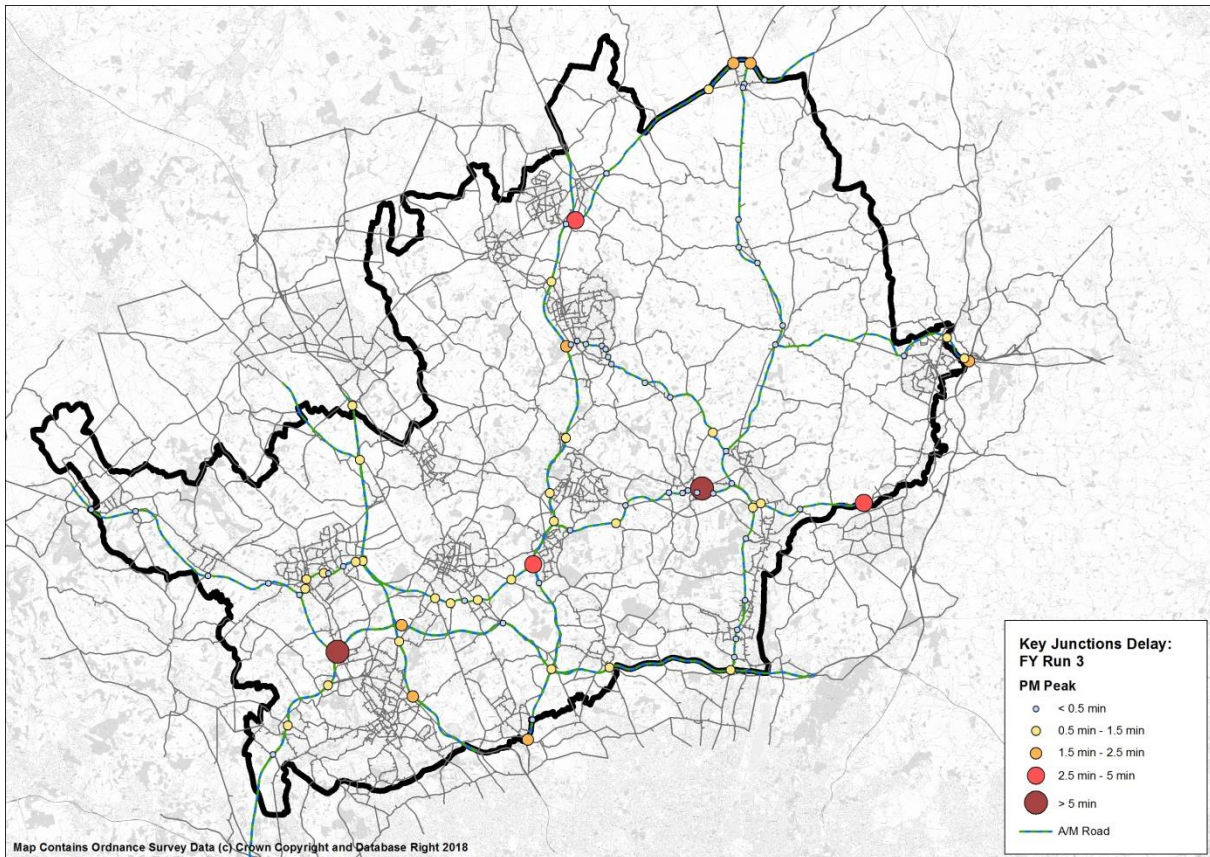 Key Junctions Delay:
FY Run 3
PM Peak
< 0.5 min
0.5 min - 1.5 min
1.5 min - 2.5 min
2.5 min - 5 min
> 5 min
A/M Road
Map Contains Ordnance Survey Data (c) Crown Copyright and Database Right 2018